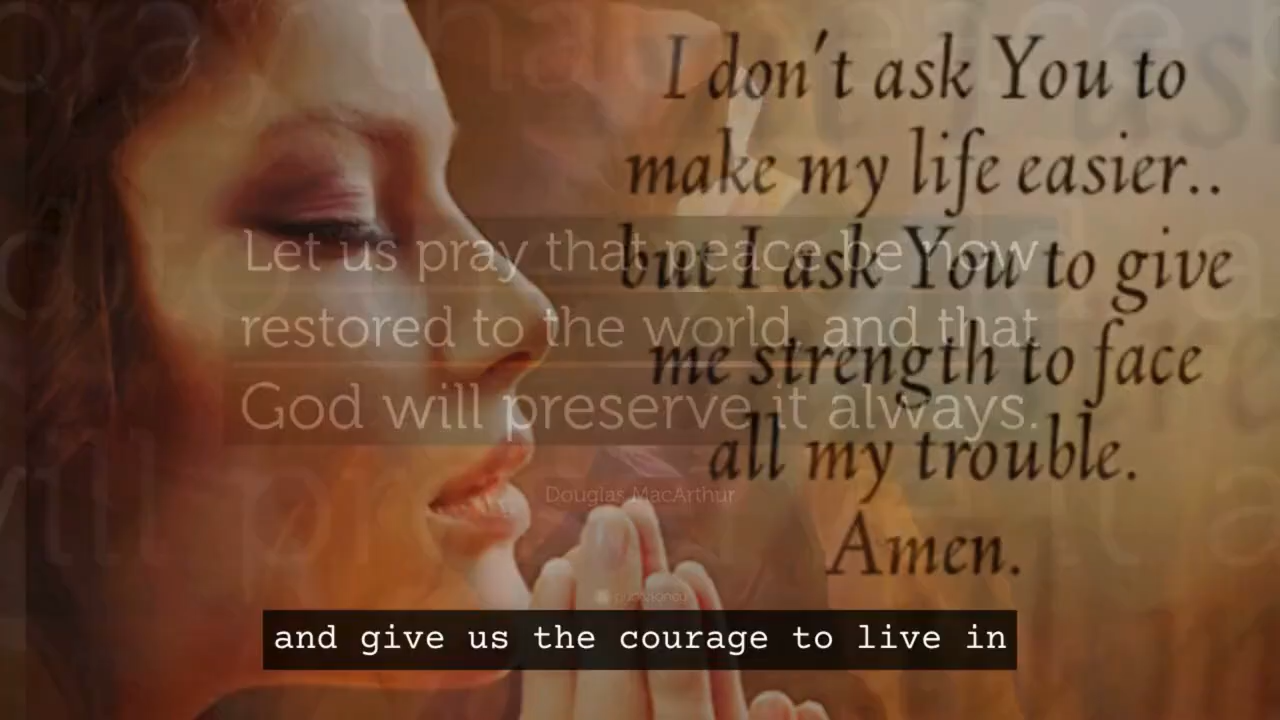 I don't ask You to
make my life easier..
but I ask You to give
me strength to face
all my trouble.
Amen.
Let us pray that peace be now
restored to the world, and that
God will preserve it always.
Douglas MacArthur
and give us the courage to live in